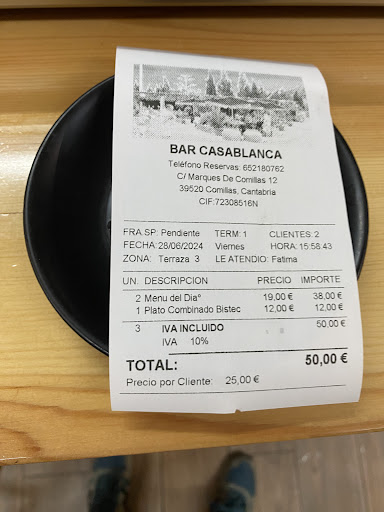 BAR CASABLANCA
Teléfono Reservas: 652180762
C/ Marques De Comillas 12
39520 Comillas, Cantabria
CIF:72308516N
FRA.SP: Pendiente TERM: 1 CLIENTES: 2
FECHA: 28/06/2024 Viernes HORA: 15:58.43
ZONA: Terraza 3 LE ATENDIO: Fatima
UN. DESCRIPCION PRECIO IMPORTE
2 Menu del Dia° 19,00 € 38,00 €
1 Plato Combinado Bistec 12,00 € 12,00 €
3 IVA INCLUIDO 50,00 €
IVA 10%
TOTAL: 50,00 €
Precio por Cliente: 25,00 €